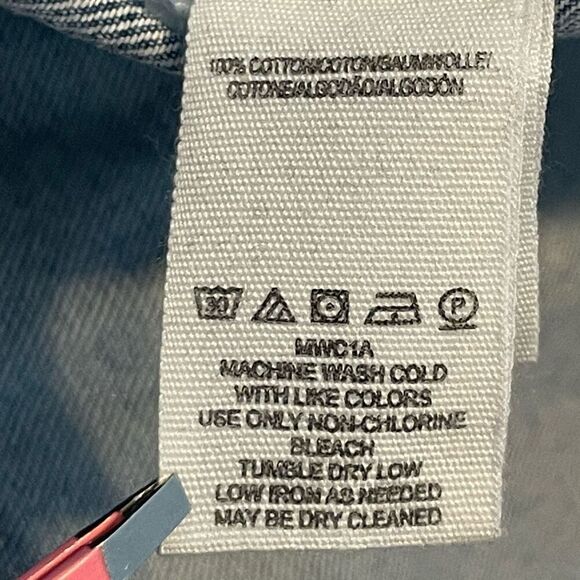 100% COTTON/COTON/BAUMWOLLE/
COTONE/ALGODÃO/ALGODÓN
30
P
MWC1A
MACHINE WASH COLD
WITH LIKE COLORS
USE ONLY NON-CHLORINE
BLEACH
TUMBLE DRY LOW
LOW IRON AS NEEDED
MAY BE DRY CLEANED